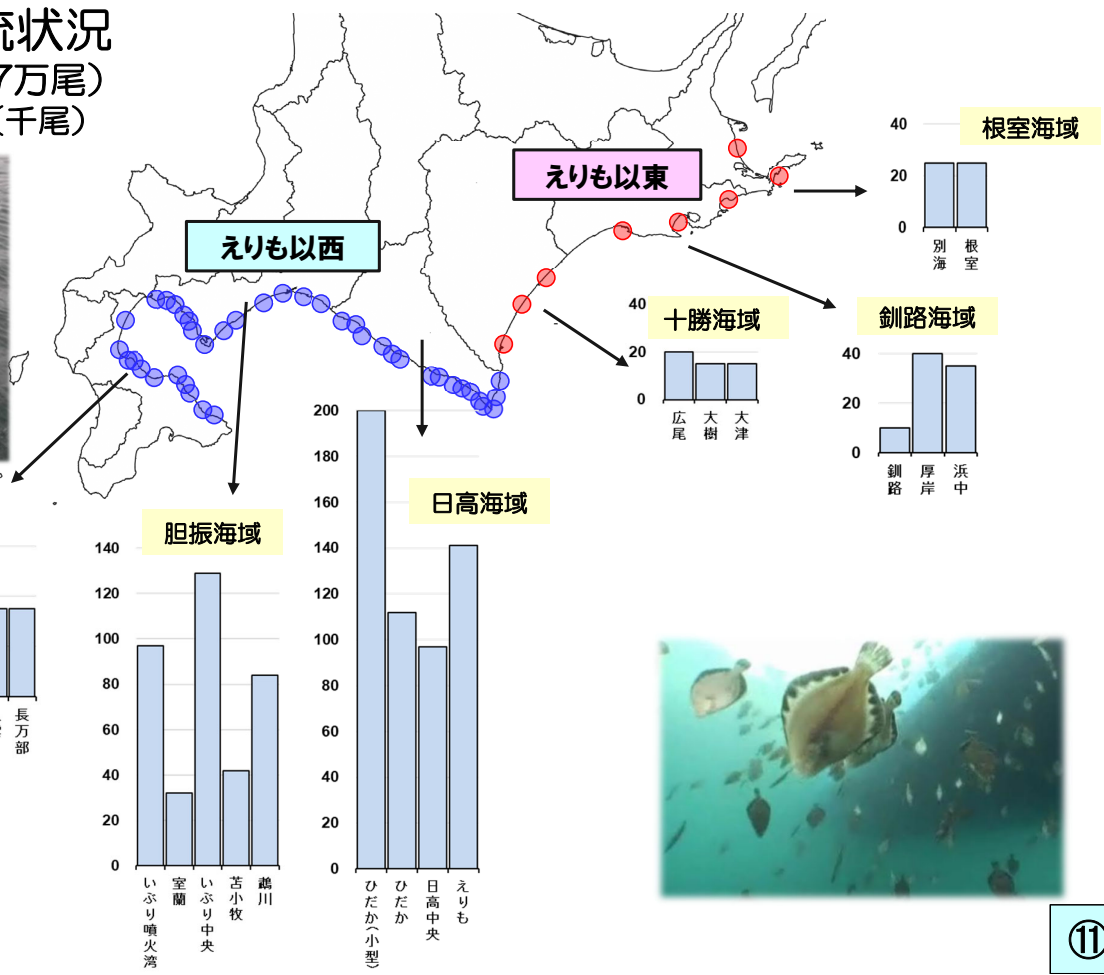 流状況
7万尾）
（千尾）
えりも以西
えりも以東
根室海域
40
20
0
別海
根室
十勝海域
40
20
0
広尾
大樹
大津
釧路海域
40
20
0
釧路
厚岸
浜中
長万部
胆振海域
140
120
100
80
60
40
20
0
いぶり噴火湾
室蘭
いぶり中央
苫小牧
鵡川
日高海域
200
180
160
140
120
100
80
60
40
20
0
ひだか（小型）
ひだか
日高中央
えりも
⑪